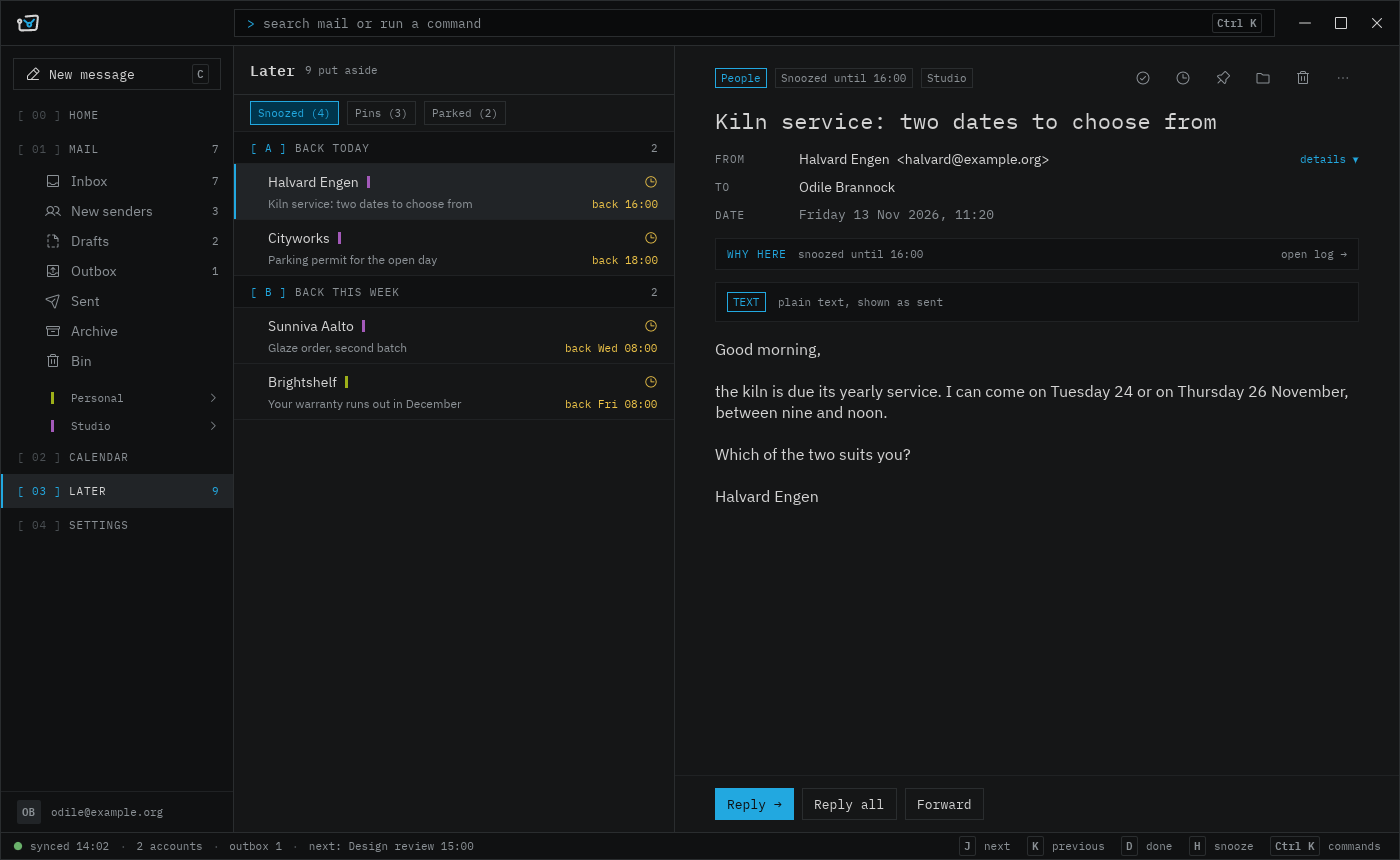 > search mail or run a command Ctrl K
New message C
[ 00 ] HOME
[ 01 ] MAIL 7
Inbox 7
New senders 3
Drafts 2
Outbox 1
Sent
Archive
Bin
Personal
Studio
[ 02 ] CALENDAR
[ 03 ] LATER 9
[ 04 ] SETTINGS
OB odile@example.org
Later 9 put aside
Snoozed (4) Pins (3) Parked (2)
[ A ] BACK TODAY 2
Halvard Engen
Kiln service: two dates to choose from back 16:00
Cityworks
Parking permit for the open day back 18:00
[ B ] BACK THIS WEEK 2
Sunniva Aalto
Glaze order, second batch back Wed 08:00
Brightshelf
Your warranty runs out in December back Fri 08:00
People Snoozed until 16:00 Studio
Kiln service: two dates to choose from
FROM Halvard Engen <halvard@example.org> details ▾
TO Odile Brannock
DATE Friday 13 Nov 2026, 11:20
WHY HERE snoozed until 16:00 open log →
TEXT plain text, shown as sent
Good morning,
the kiln is due its yearly service. I can come on Tuesday 24 or on Thursday 26 November,
between nine and noon.
Which of the two suits you?
Halvard Engen
Reply → Reply all Forward
synced 14:02 · 2 accounts · outbox 1 · next: Design review 15:00
J next K previous D done H snooze Ctrl K commands